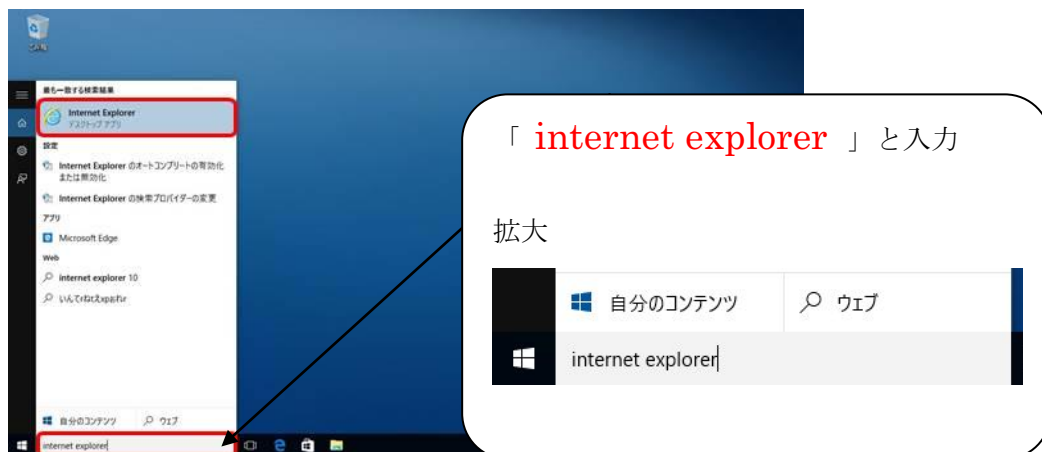 ごみ箱
最も一致する検索結果
Internet Explorer
デスクトップ アプリ
設定
Internet Explorer のオートコンプリートの有効化
または無効化
Internet Explorer の検索プロバイダーの変更
アプリ
Microsoft Edge
Web
internet explorer 10
自分のコンテンツ
ウェブ
internet explorer
「 internet explorer 」と入力
拡大
自分のコンテンツ
ウェブ
internet explorer